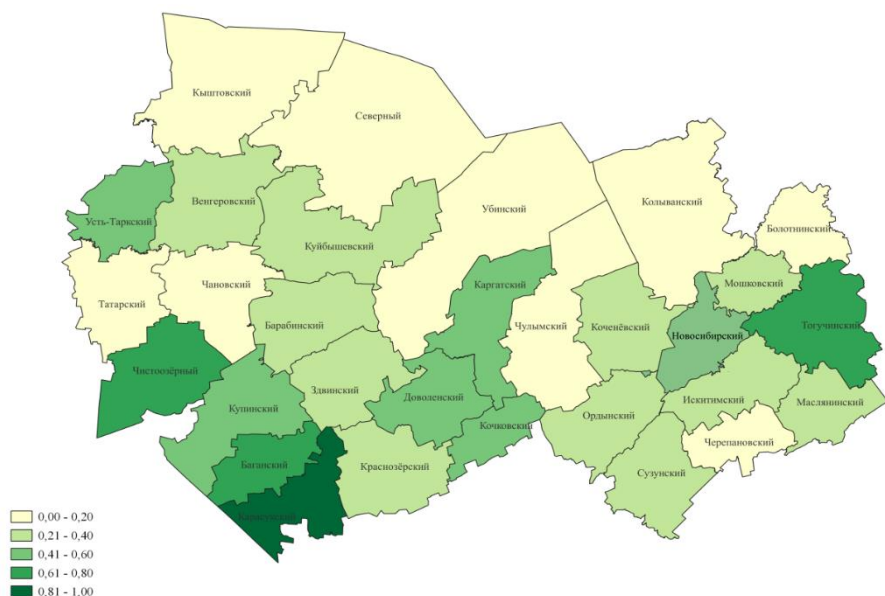 Кыштовский
Северный
Усть-Таркский
Венгеровский
Куйбышевский
Убинский
Колыванский
Болотнинский
Татарский
Чановский
Барабинский
Каргатский
Чулымский
Коченёвский
Мошковский
Новосибирский
Тогучинский
Чистоозёрный
Купинский
Здвинский
Доволенский
Кочковский
Ордынский
Искитимский
Маслянинский
Черепановский
Баганский
Краснозёрский
Сузунский
Карасукский
0,00 - 0,20
0,21 - 0,40
0,41 - 0,60
0,61 - 0,80
0,81 - 1,00